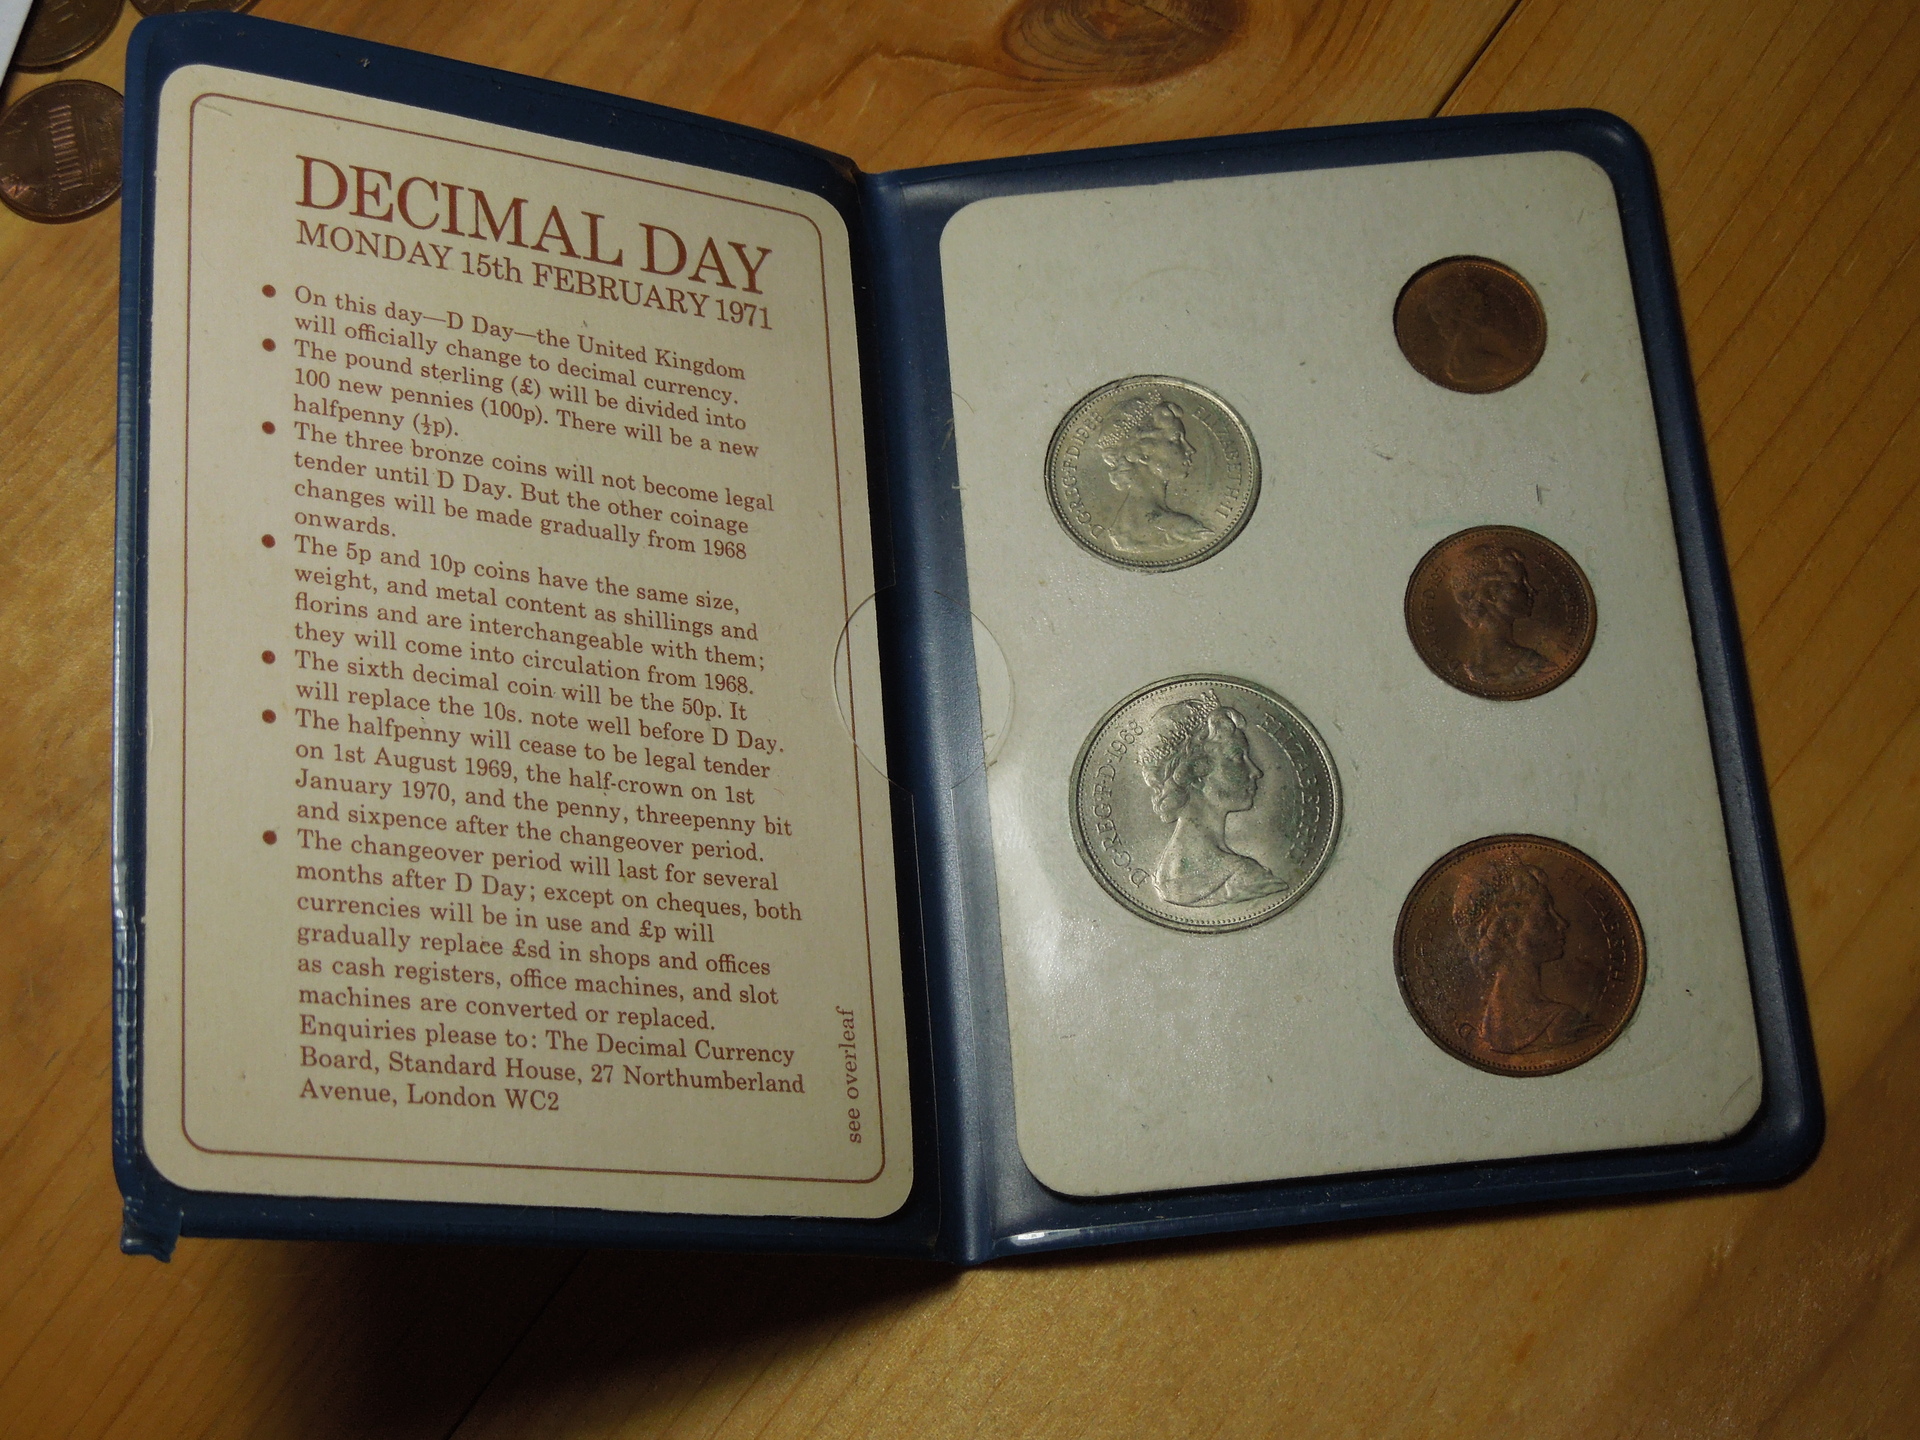 DECIMAL DAY
MONDAY 15th FEBRUARY 1971
• On this day—D Day—the United Kingdom
will officially change to decimal currency.
• The pound sterling (£) will be divided into
100 new pennies (100p). There will be a new
halfpenny (½p).
• The three bronze coins will not become legal
tender until D Day. But the other coinage
changes will be made gradually from 1968
onwards.
• The 5p and 10p coins have the same size,
weight, and metal content as shillings and
florins and are interchangeable with them;
they will come into circulation from 1968.
• The sixth decimal coin will be the 50p. It
will replace the 10s. note well before D Day.
• The halfpenny will cease to be legal tender
on 1st August 1969, the half-crown on 1st
January 1970, and the penny, threepenny bit
and sixpence after the changeover period.
• The changeover period will last for several
months after D Day; except on cheques, both
currencies will be in use and £p will
gradually replace £sd in shops and offices
as cash registers, office machines, and slot
machines are converted or replaced.
Enquiries please to: The Decimal Currency
Board, Standard House, 27 Northumberland
Avenue, London WC2
see overleaf
D·G·REG·F·D·1968 ELIZABETH II
D·G·REG·F·D·1968 ELIZABETH II
ELIZABETH II